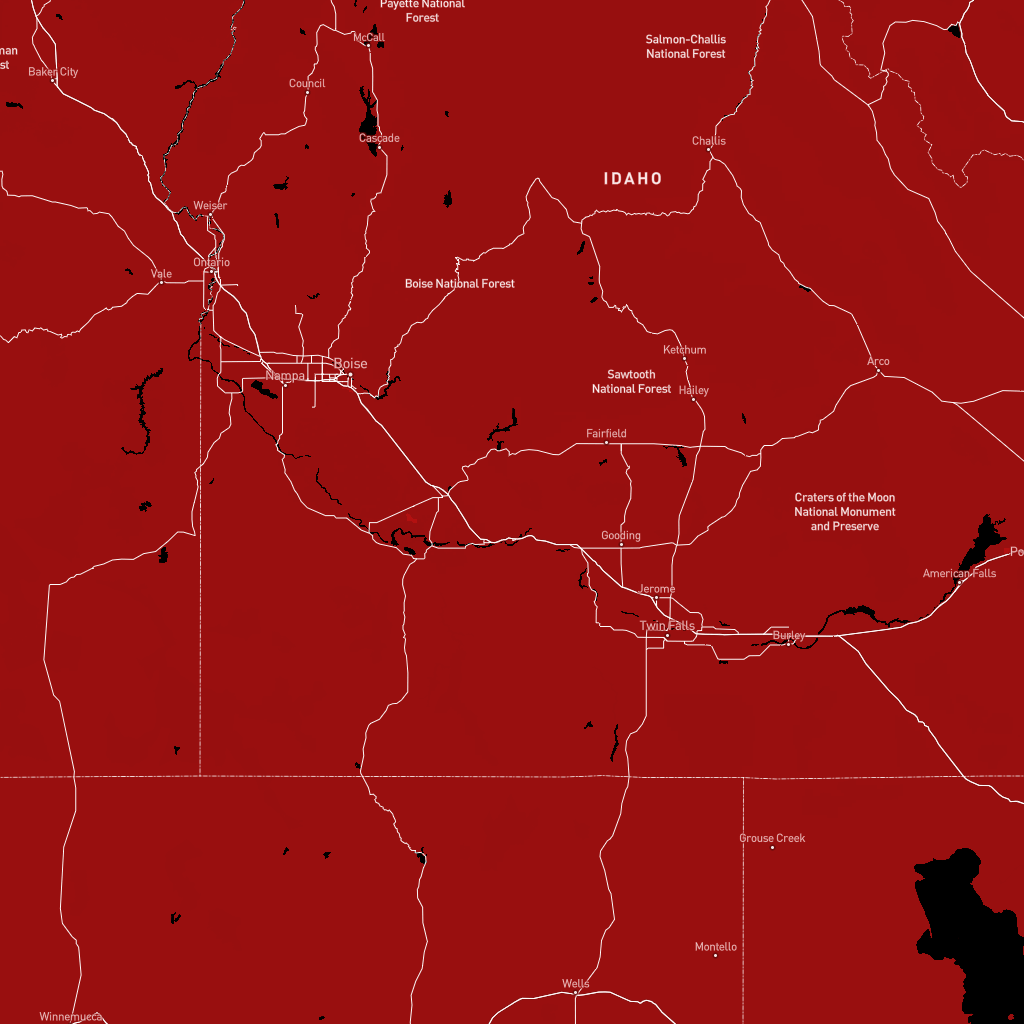 Payette National
Forest
McCall
man
st
Baker City
Salmon-Challis
National Forest
Council
Cascade
Challis
IDAHO
Weiser
Ontario
Vale
Boise National Forest
Ketchum
Boise
Nampa
Arco
Sawtooth
National Forest
Hailey
Fairfield
Craters of the Moon
National Monument
and Preserve
Gooding
Po
American Falls
Jerome
Twin Falls
Burley
Grouse Creek
Montello
Wells
Winnemucca